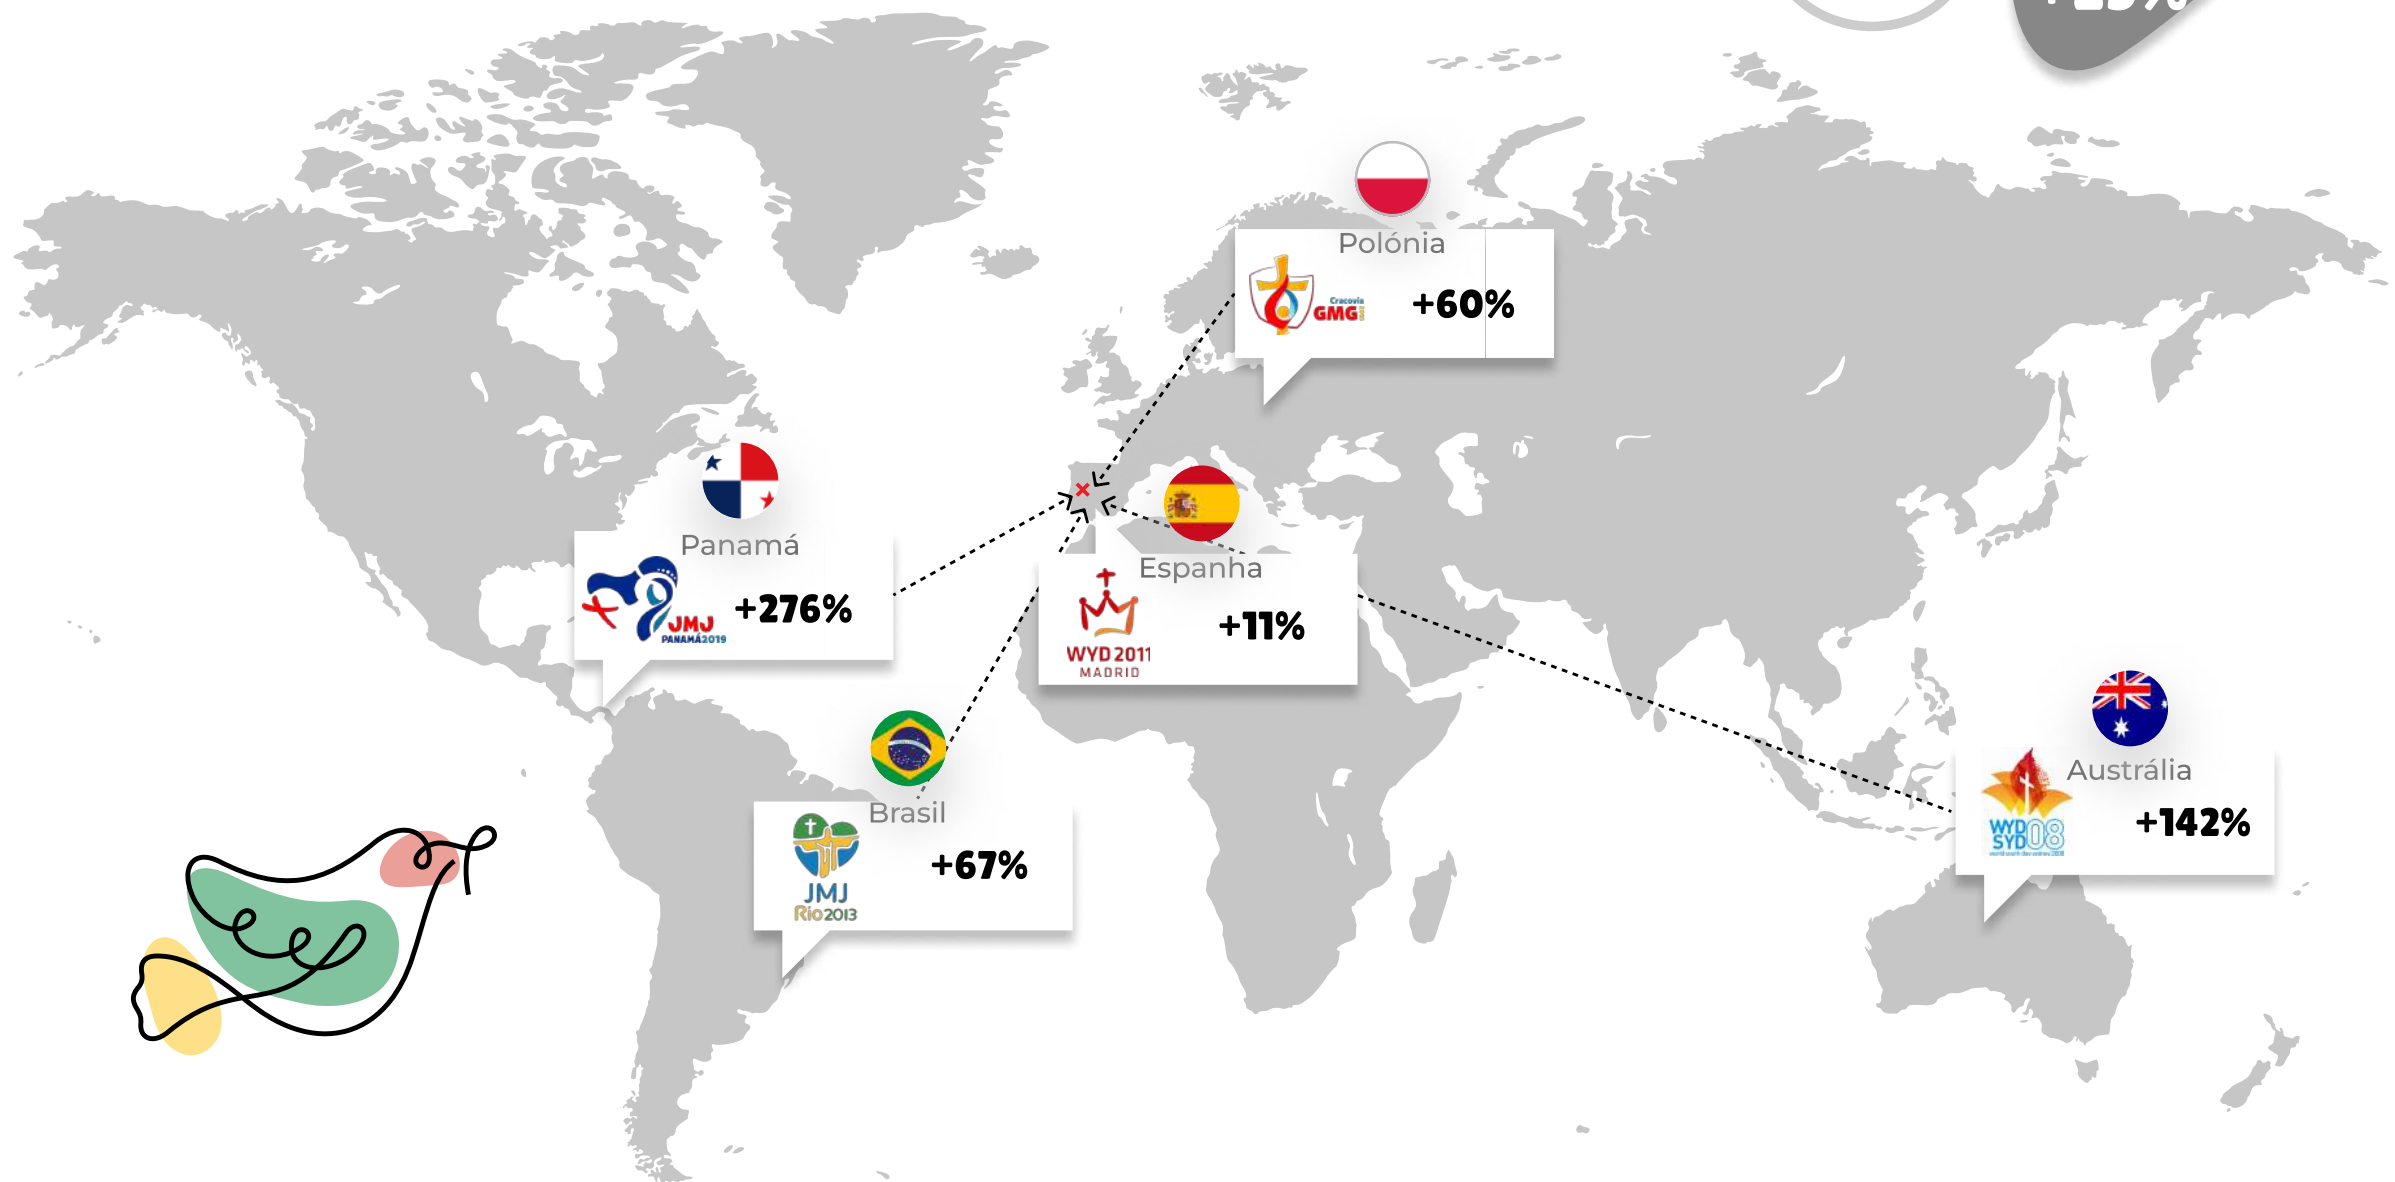 Polónia
Cracovia
GMG
+60%
Panamá
JMJ
PANAMÁ2019
+276%
Espanha
WYD 2011
MADRID
+11%
Brasil
JMJ
Rio2013
+67%
Austrália
WYD
SYD08
+142%